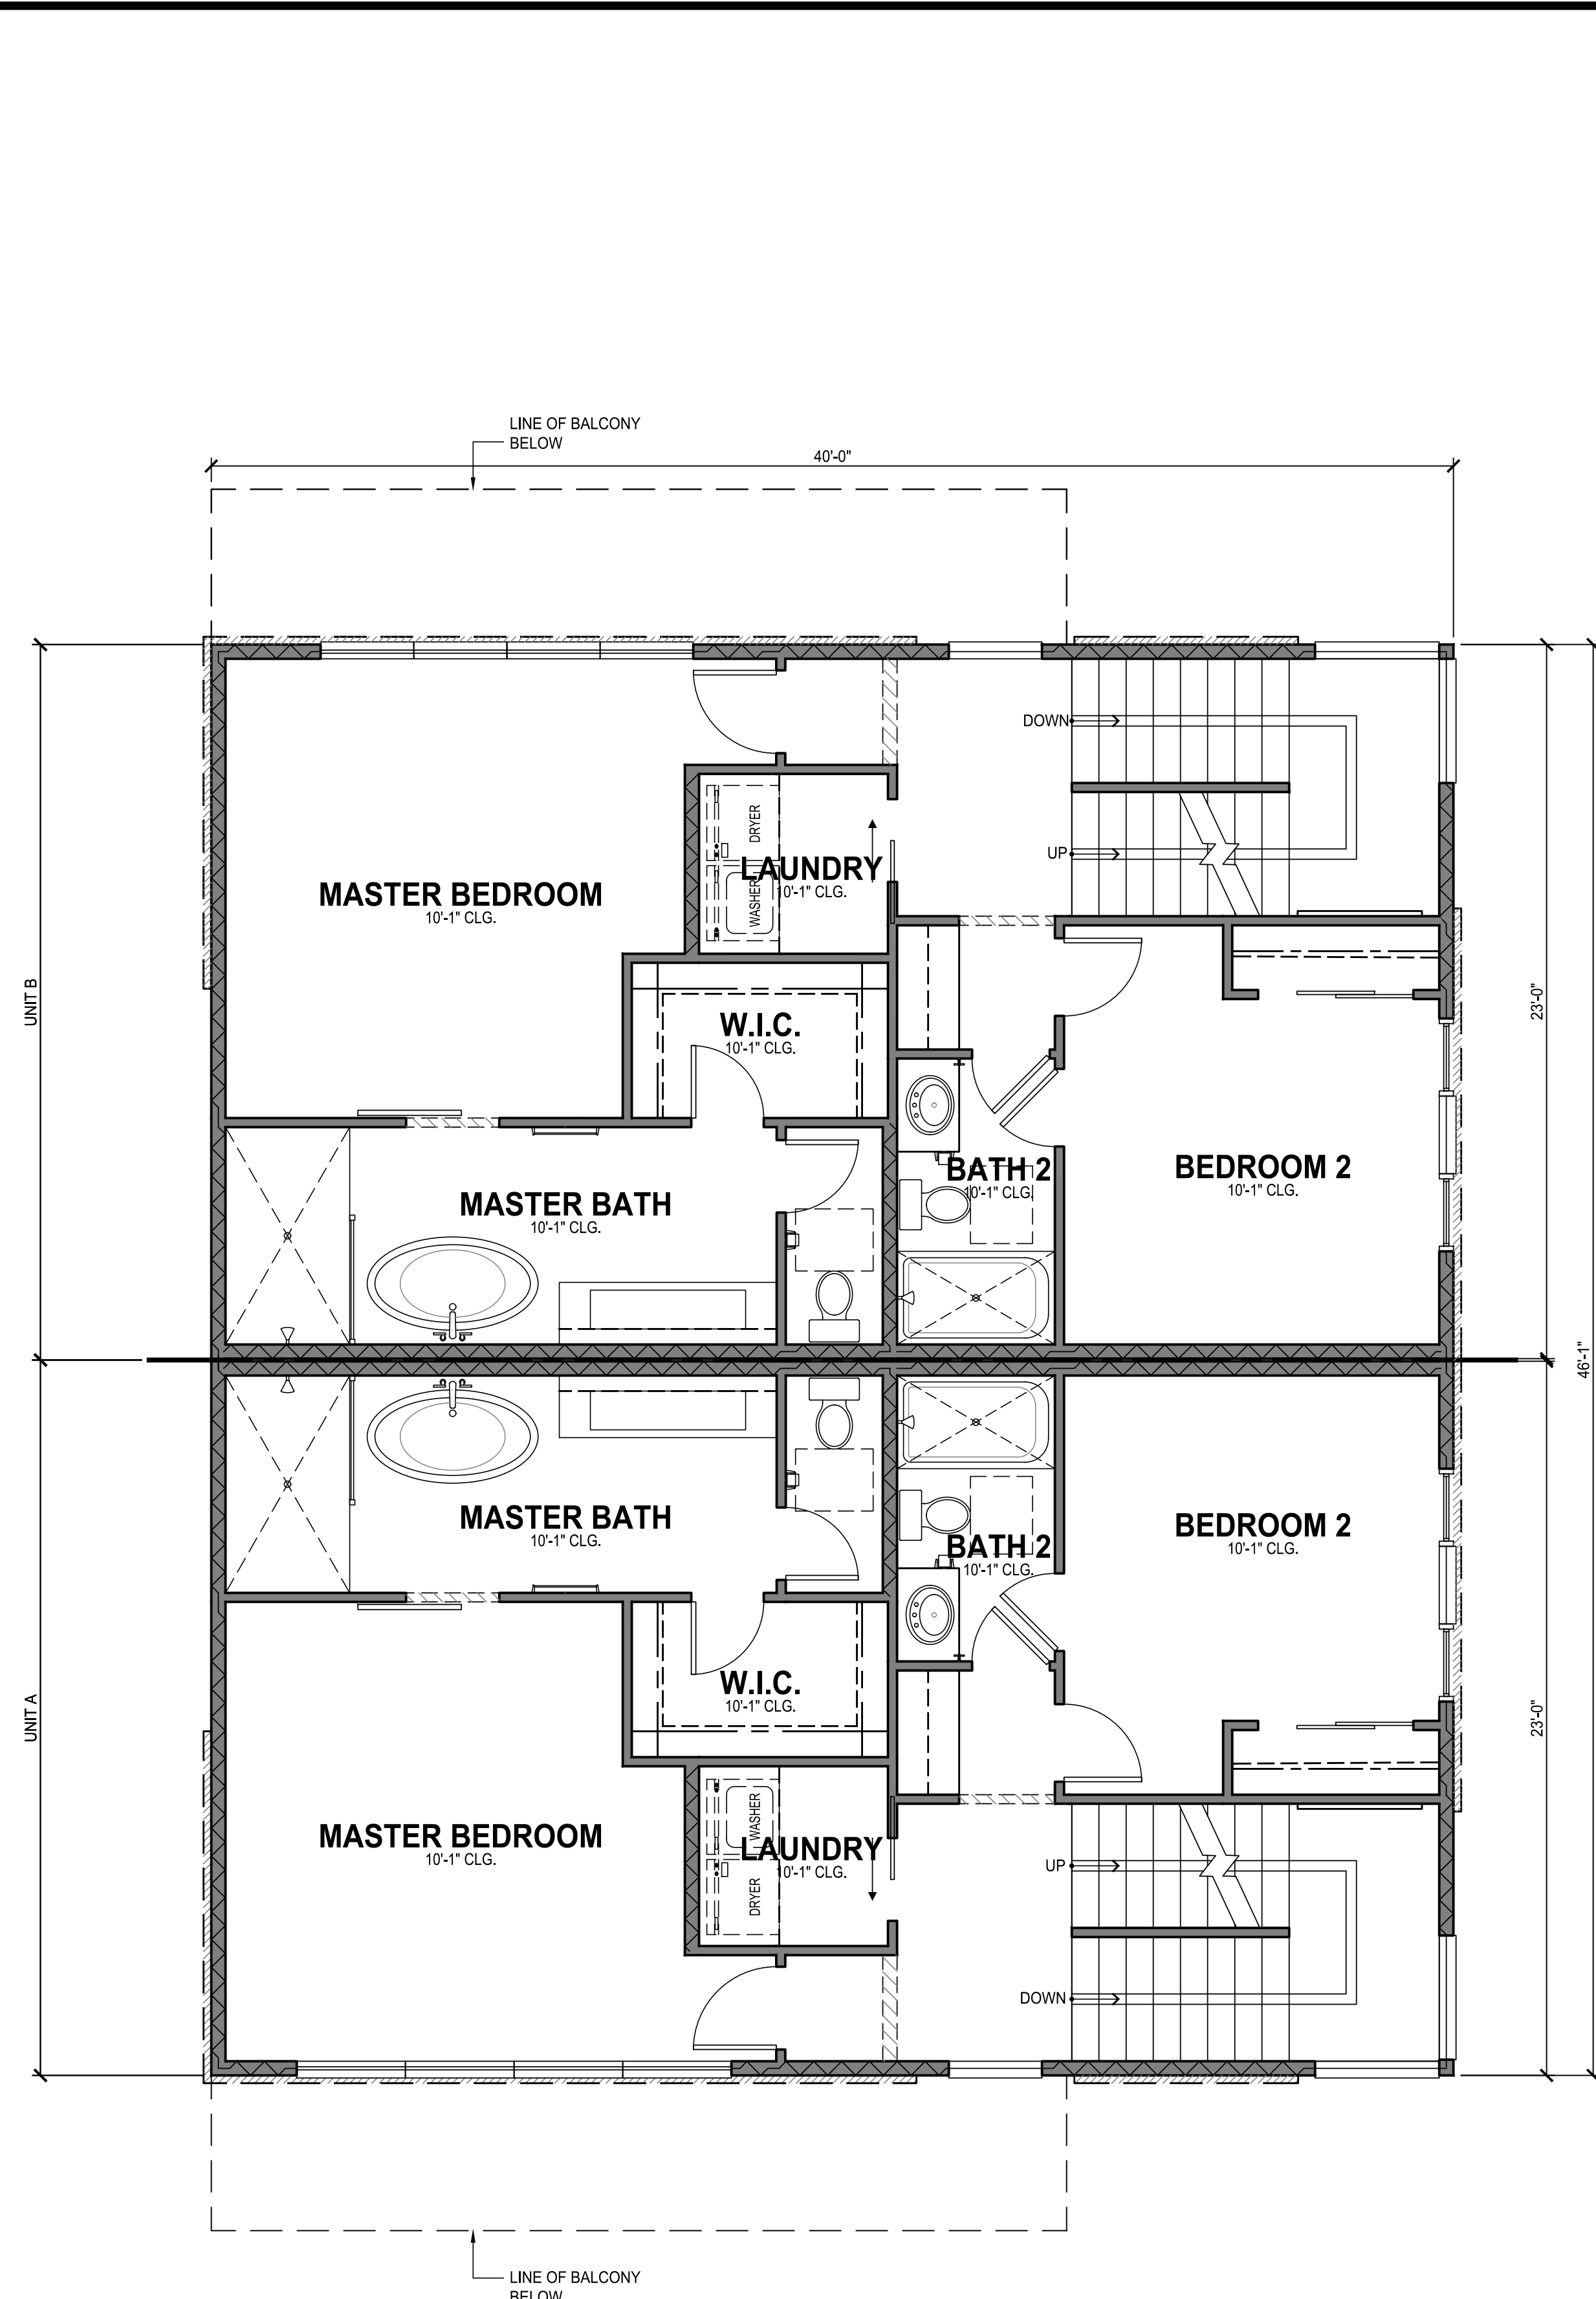 LINE OF BALCONY
BELOW
40'-0"
DOWN
DRYER
UP
LAUNDRY
10'-1" CLG.
WASHER
MASTER BEDROOM
10'-1" CLG.
UNIT B
23'-0"
W.I.C.
10'-1" CLG.
BATH 2
10'-1" CLG.
BEDROOM 2
10'-1" CLG.
MASTER BATH
10'-1" CLG.
46'-1"
MASTER BATH
10'-1" CLG.
BATH 2
10'-1" CLG.
BEDROOM 2
10'-1" CLG.
W.I.C.
10'-1" CLG.
UNIT A
23'-0"
WASHER
MASTER BEDROOM
10'-1" CLG.
LAUNDRY
10'-1" CLG.
UP
DRYER
DOWN
LINE OF BALCONY
BELOW